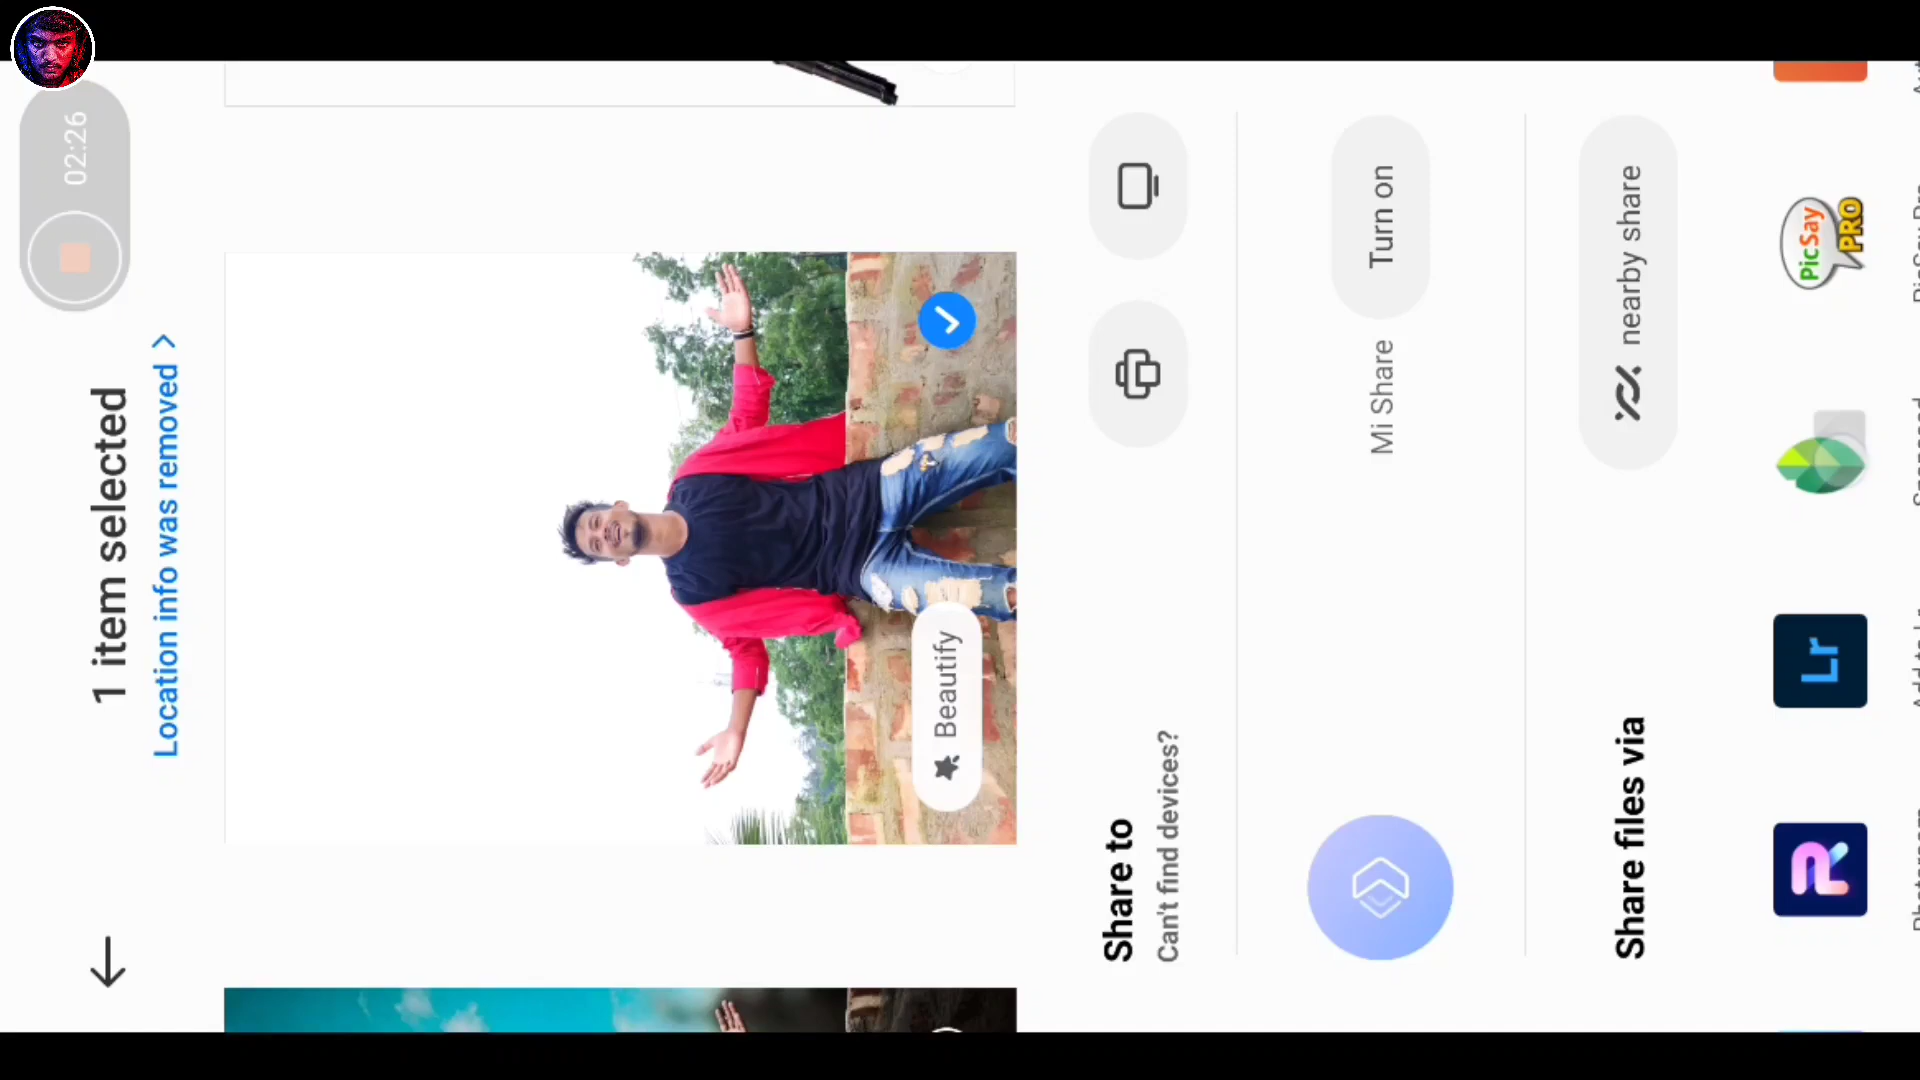 02:26
1 item selected
Location info was removed >
Beautify
Share to
Can't find devices?
Mi Share
Turn on
Share files via
nearby share
R
Lr
PicSay
PRO